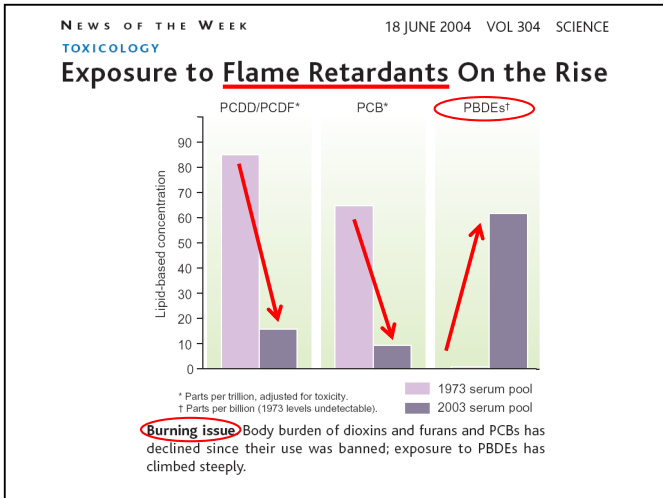 NEWS OF THE WEEK
18 JUNE 2004 VOL 304 SCIENCE
TOXICOLOGY
Exposure to Flame Retardants On the Rise
PCDD/PCDF* PCB* PBDEs†
Lipid-based concentration
90
80
70
60
50
40
30
20
10
0
* Parts per trillion, adjusted for toxicity.
† Parts per billion (1973 levels undetectable).
1973 serum pool
2003 serum pool
Burning issue. Body burden of dioxins and furans and PCBs has
declined since their use was banned; exposure to PBDEs has
climbed steeply.